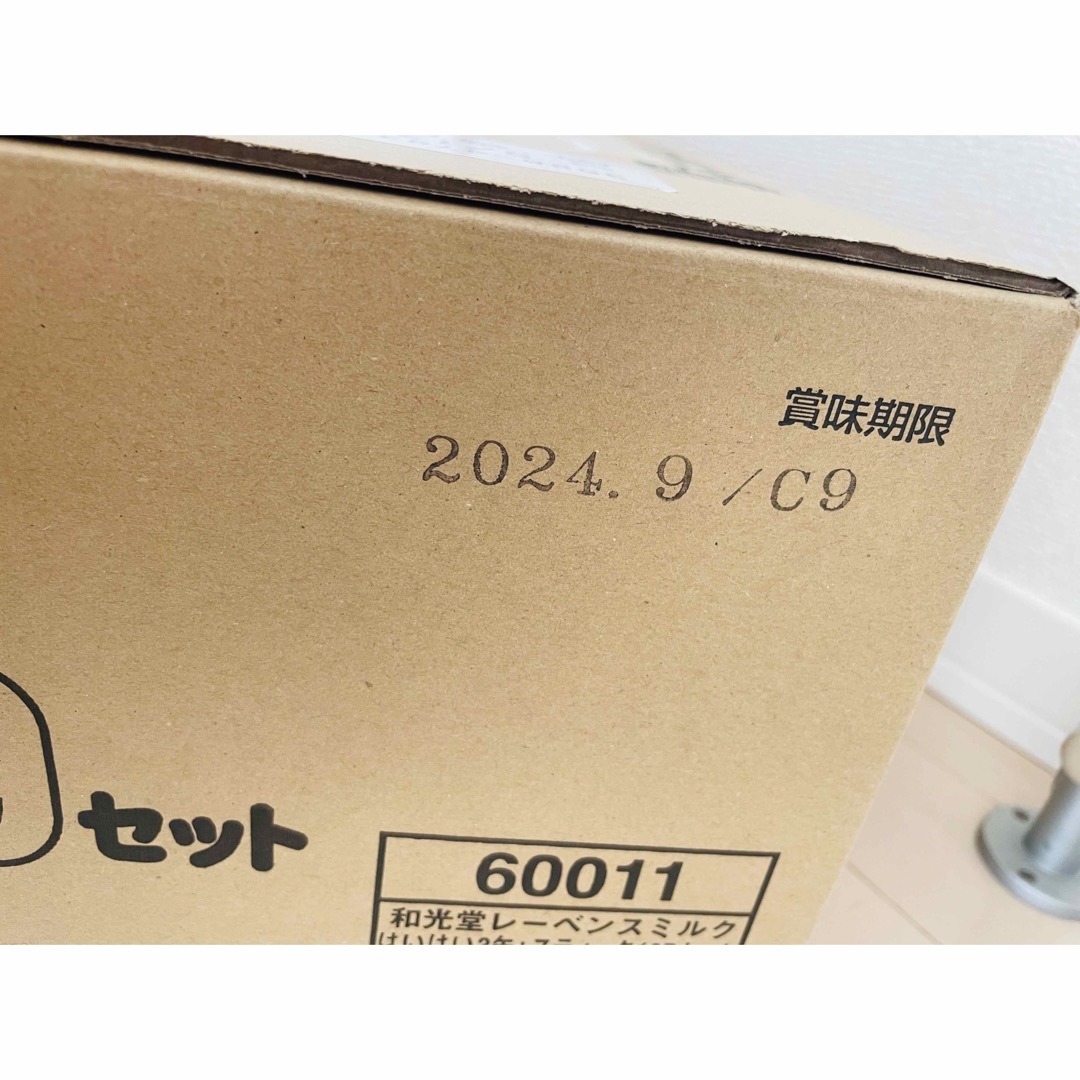 賞味期限
2024. 9 /C9
セット
60011
和光堂レーベンスミルク